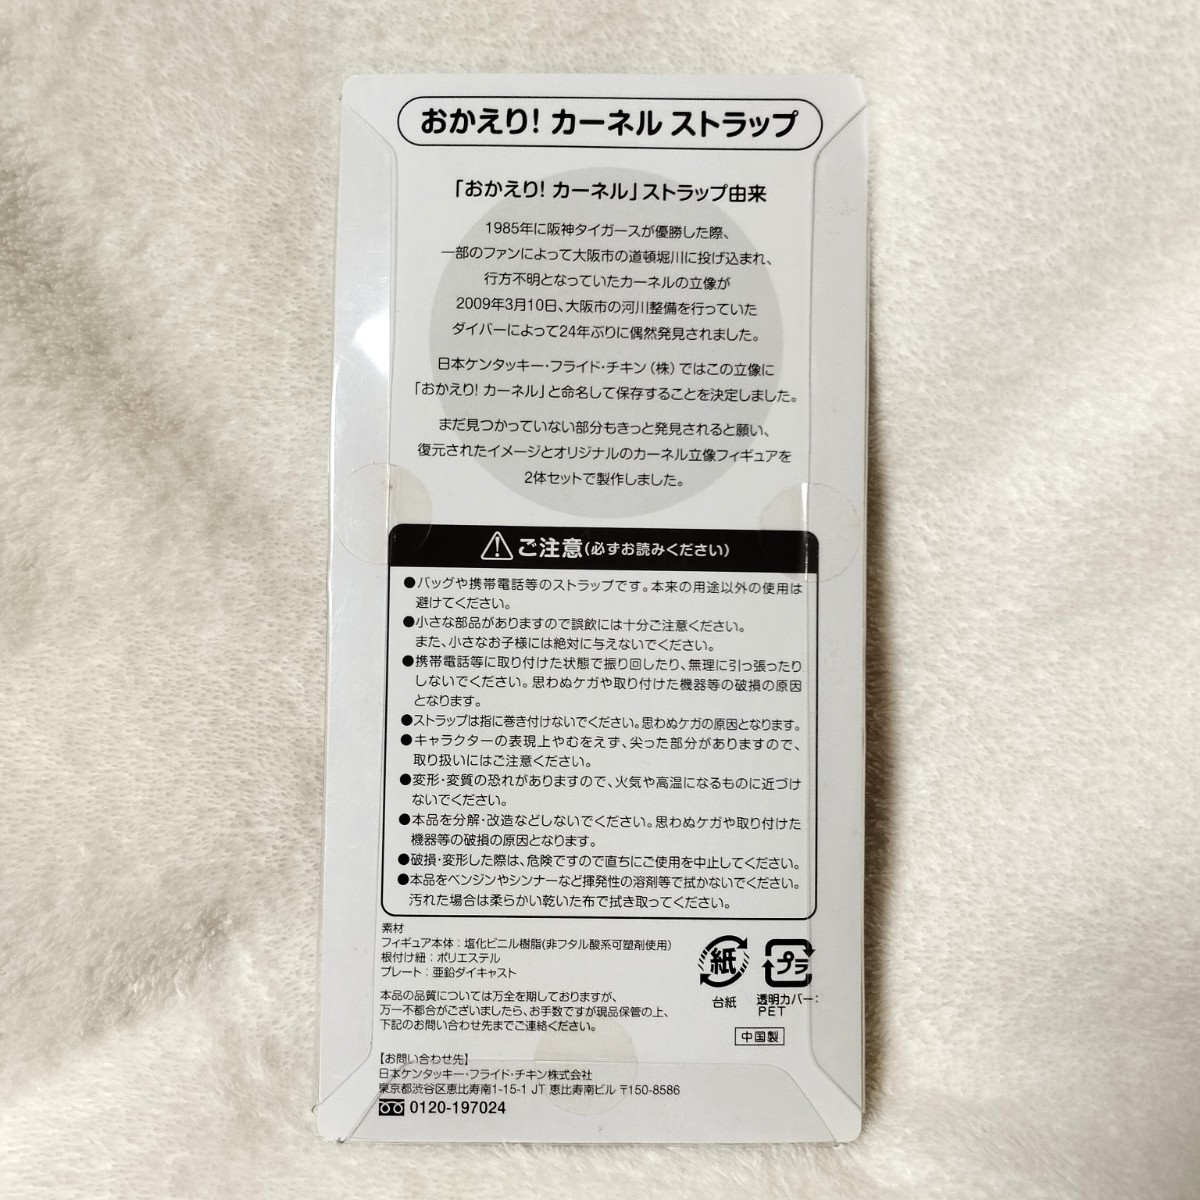 おかえり! カーネル ストラップ
「おかえり! カーネル」ストラップ由来
1985年に阪神タイガースが優勝した際、
一部のファンによって大阪市の道頓堀川に投げ込まれ、
行方不明となっていたカーネルの立像が
2009年3月10日、大阪市の河川整備を行っていた
ダイバーによって24年ぶりに偶然発見されました。
日本ケンタッキー・フライド・チキン(株)ではこの立像に
「おかえり! カーネル」と命名して保存することを決定しました。
まだ見つかっていない部分もきっと発見されると願い、
復元されたイメージとオリジナルのカーネル立像フィギュアを
2体セットで製作しました。
ご注意(必ずお読みください)
●バッグや携帯電話等のストラップです。本来の用途以外の使用は
避けてください。
●小さな部品がありますので誤飲には十分ご注意ください。
また、小さなお子様には絶対に与えないでください。
●携帯電話等に取り付けた状態で振り回したり、無理に引っ張ったり
しないでください。思わぬケガや取り付けた機器等の破損の原因
となります。
●ストラップは指に巻き付けないでください。思わぬケガの原因となります。
●キャラクターの表現上やむをえず、尖った部分がありますので、
取り扱いにはご注意ください。
●変形・変質の恐れがありますので、火気や高温になるものに近づけ
ないでください。
●本品を分解・改造などしないでください。思わぬケガや取り付けた
機器等の破損の原因となります。
●破損・変形した際は、危険ですので直ちにご使用を中止してください。
●本品をベンジンやシンナーなど揮発性の溶剤等で拭かないでください。
汚れた場合は柔らかい乾いた布で拭き取ってください。
素材
フィギュア本体：塩化ビニル樹脂(非フタル酸系可塑剤使用)
根付け紐：ポリエステル
プレート：亜鉛ダイキャスト
紙
台紙
プラ
透明カバー：
PET
本品の品質については万全を期しておりますが、
万一不都合がございましたら、お手数ですが現品保管の上、
下記のお問い合わせ先までご連絡ください。
中国製
【お問い合わせ先】
日本ケンタッキー・フライド・チキン株式会社
東京都渋谷区恵比寿南1-15-1 JT 恵比寿南ビル 〒150-8586
0120-197024